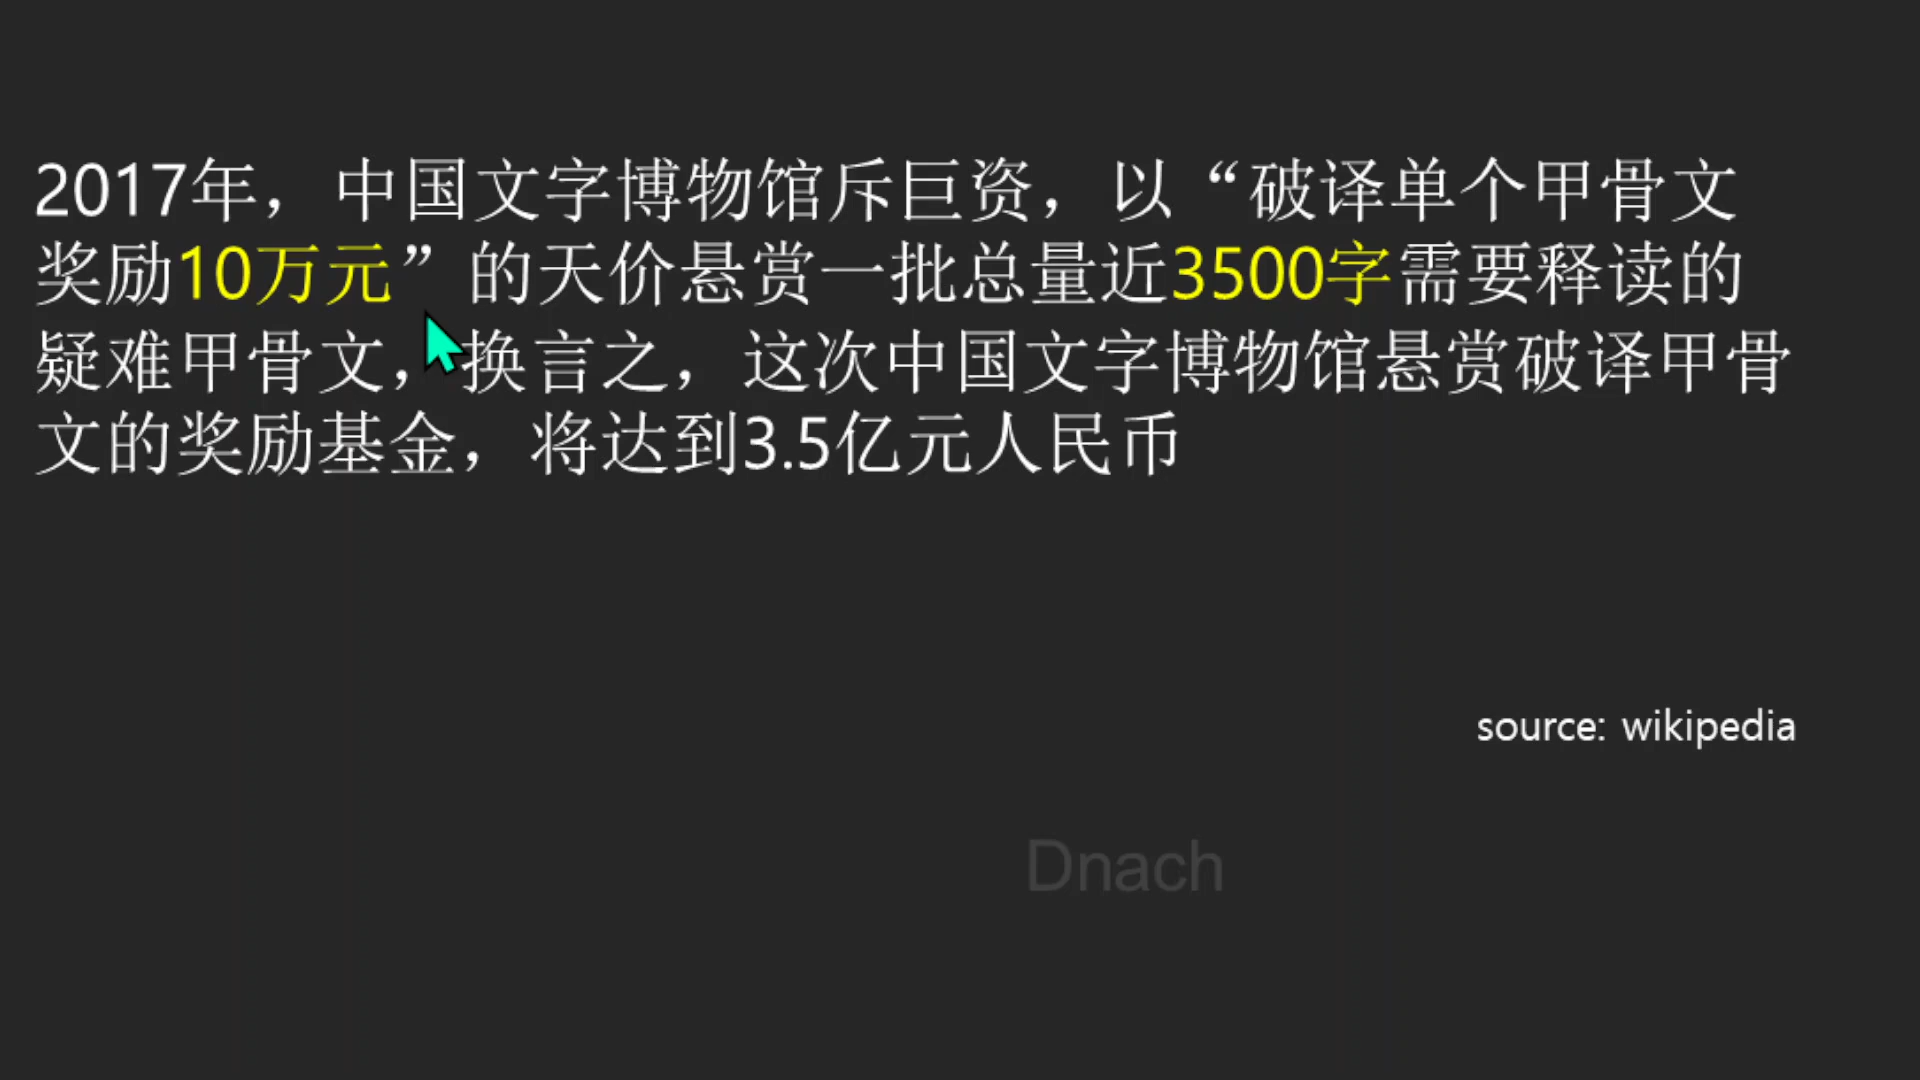 2017年，中国文字博物馆斥巨资，以“破译单个甲骨文
奖励10万元”的天价悬赏一批总量近3500字需要释读的
疑难甲骨文，换言之，这次中国文字博物馆悬赏破译甲骨
文的奖励基金，将达到3.5亿元人民币
source: wikipedia
Dnach